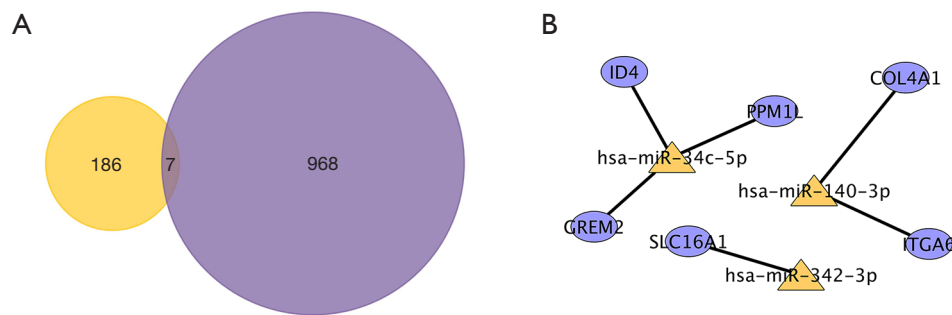 A
186
7
968
B
ID4
COL4A1
PPM1L
hsa-miR-34c-5p
hsa-miR-140-3p
GREM2
SLC16A1
ITGA6
hsa-miR-342-3p